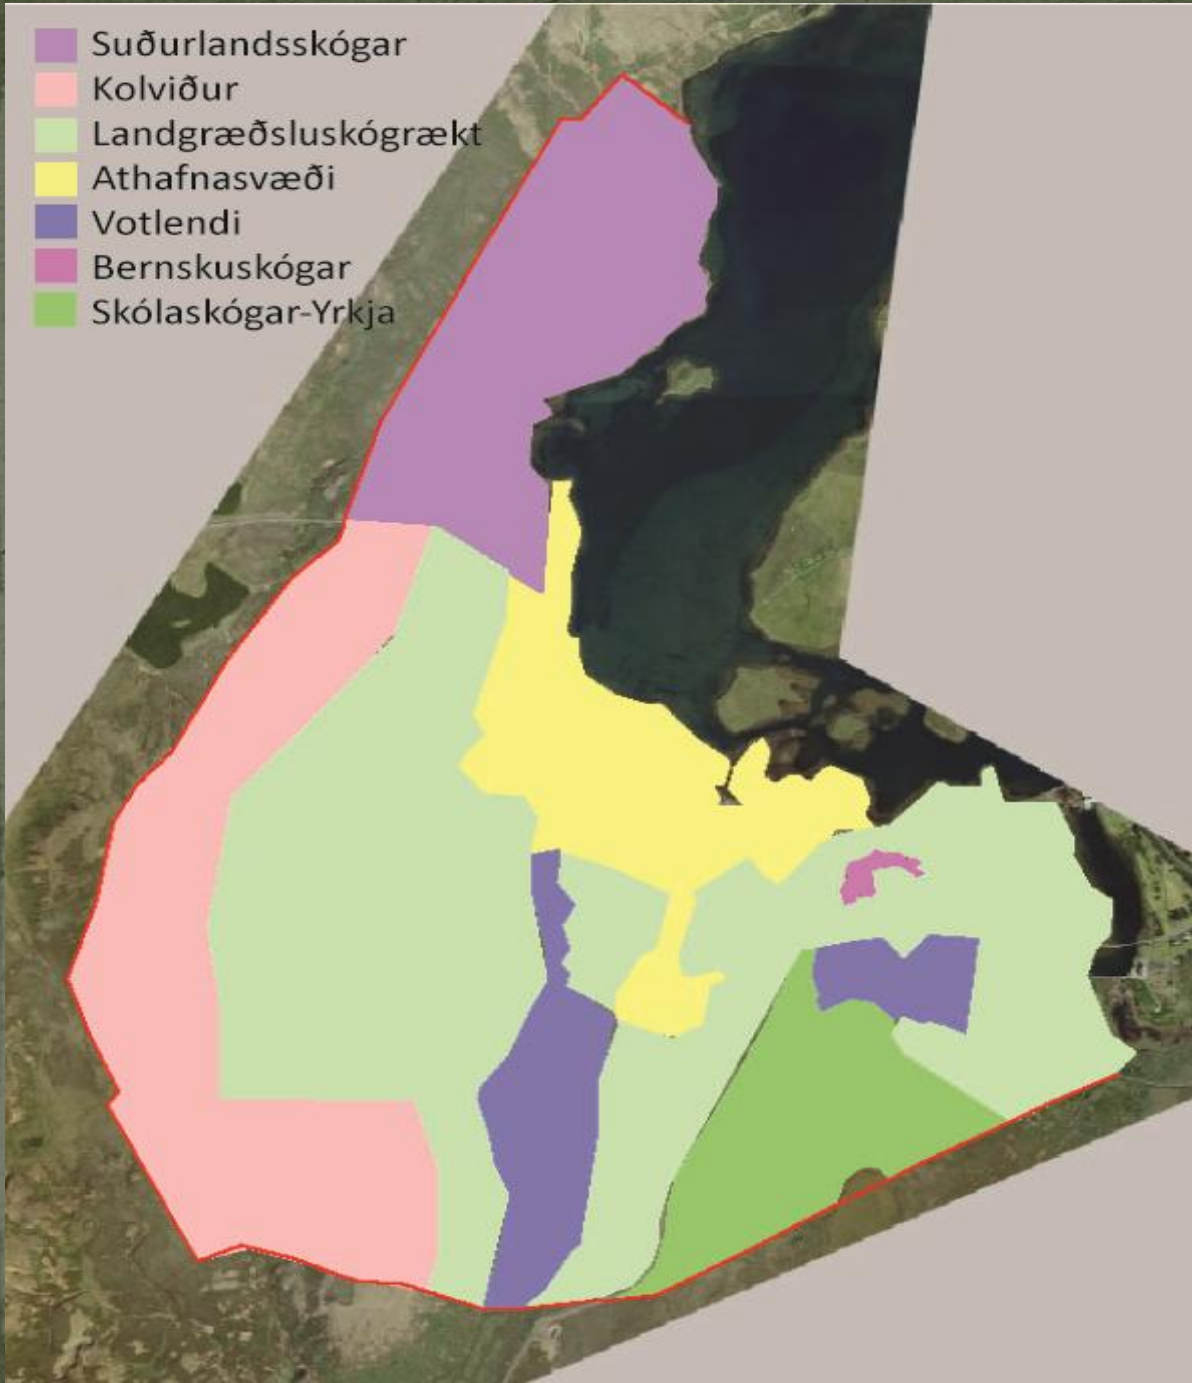 Suðurlandsskógar
Kolviður
Landgræðsluskógrækt
Athafnasvæði
Votlendi
Bernskuskógar
Skólaskógar-Yrkja